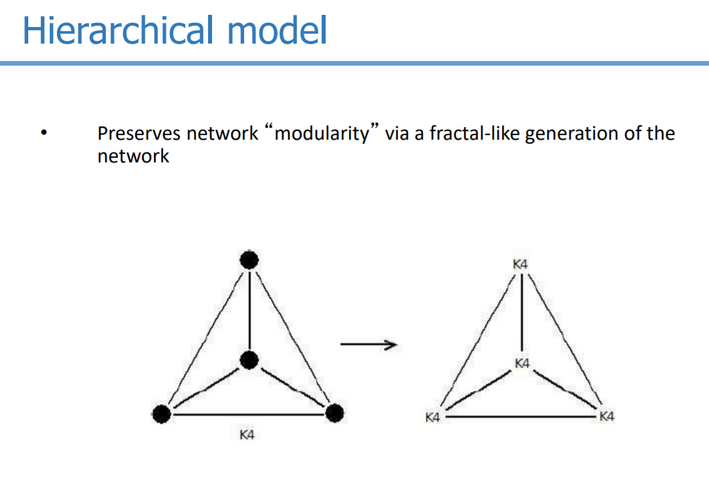 Hierarchical model
• Preserves network “modularity” via a fractal-like generation of the
network
K4
K4
K4
K4
K4